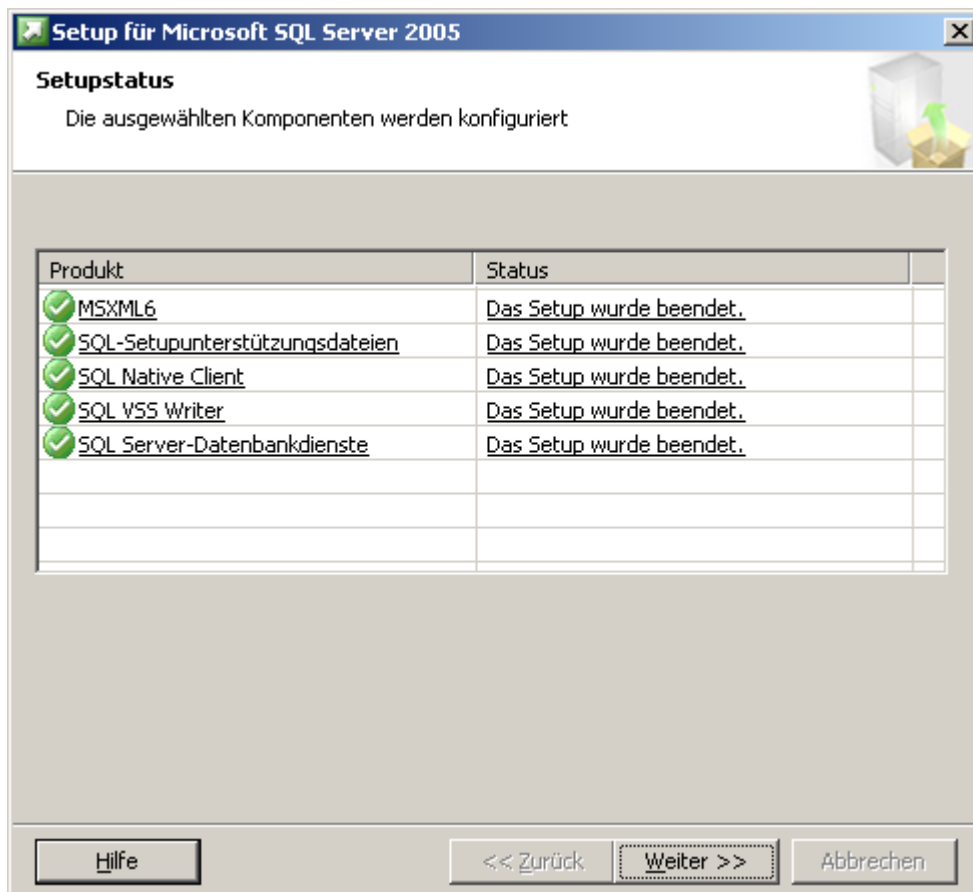 Setup für Microsoft SQL Server 2005
Setupstatus
Die ausgewählten Komponenten werden konfiguriert
Produkt Status
MSXML6 Das Setup wurde beendet.
SQL-Setupunterstützungsdateien Das Setup wurde beendet.
SQL Native Client Das Setup wurde beendet.
SQL VSS Writer Das Setup wurde beendet.
SQL Server-Datenbankdienste Das Setup wurde beendet.
Hilfe << Zurück Weiter >> Abbrechen